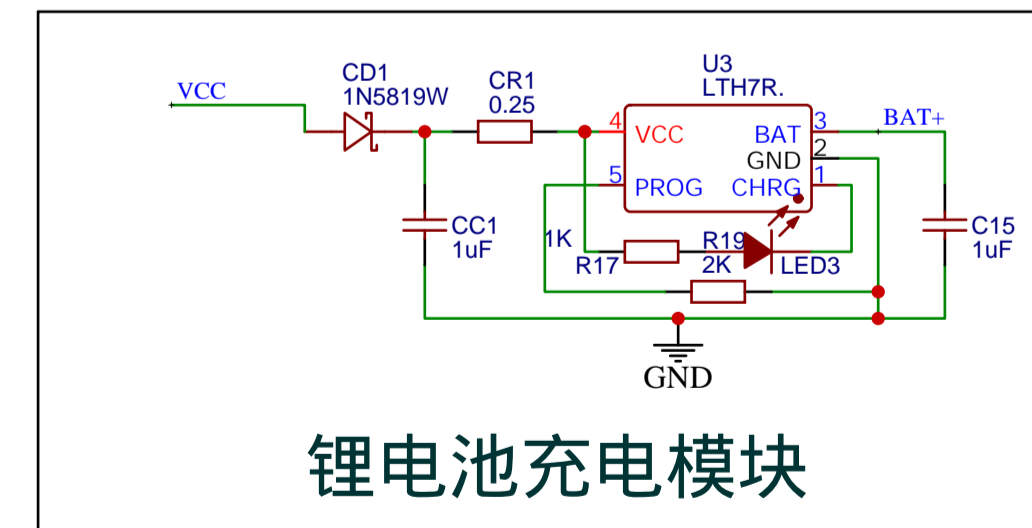 VCC
CD1
1N5819W
CR1
0.25
U3
LTH7R.
4
VCC
5
PROG
BAT
3
GND
2
CHRG
1
BAT+
CC1
1uF
1K
R17
R19
2K
LED3
C15
1uF
GND
锂电池充电模块